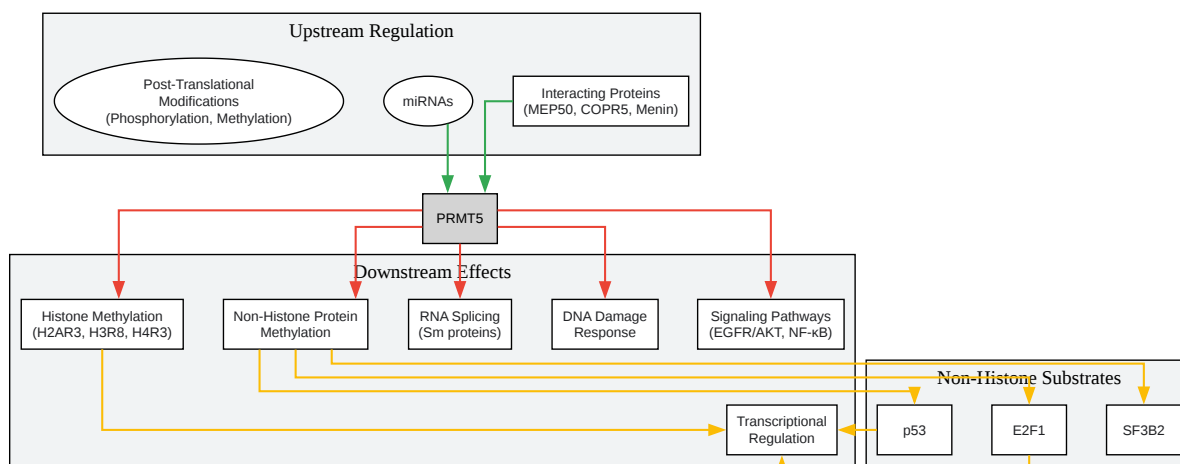 Upstream Regulation
Post-Translational
Modifications
(Phosphorylation, Methylation)
miRNAs
Interacting Proteins
(MEP50, COPR5, Menin)
PRMT5
Downstream Effects
Histone Methylation
(H2AR3, H3R8, H4R3)
Non-Histone Protein
Methylation
RNA Splicing
(Sm proteins)
DNA Damage
Response
Signaling Pathways
(EGFR/AKT, NF-κB)
Non-Histone Substrates
Transcriptional
Regulation
p53
E2F1
SF3B2